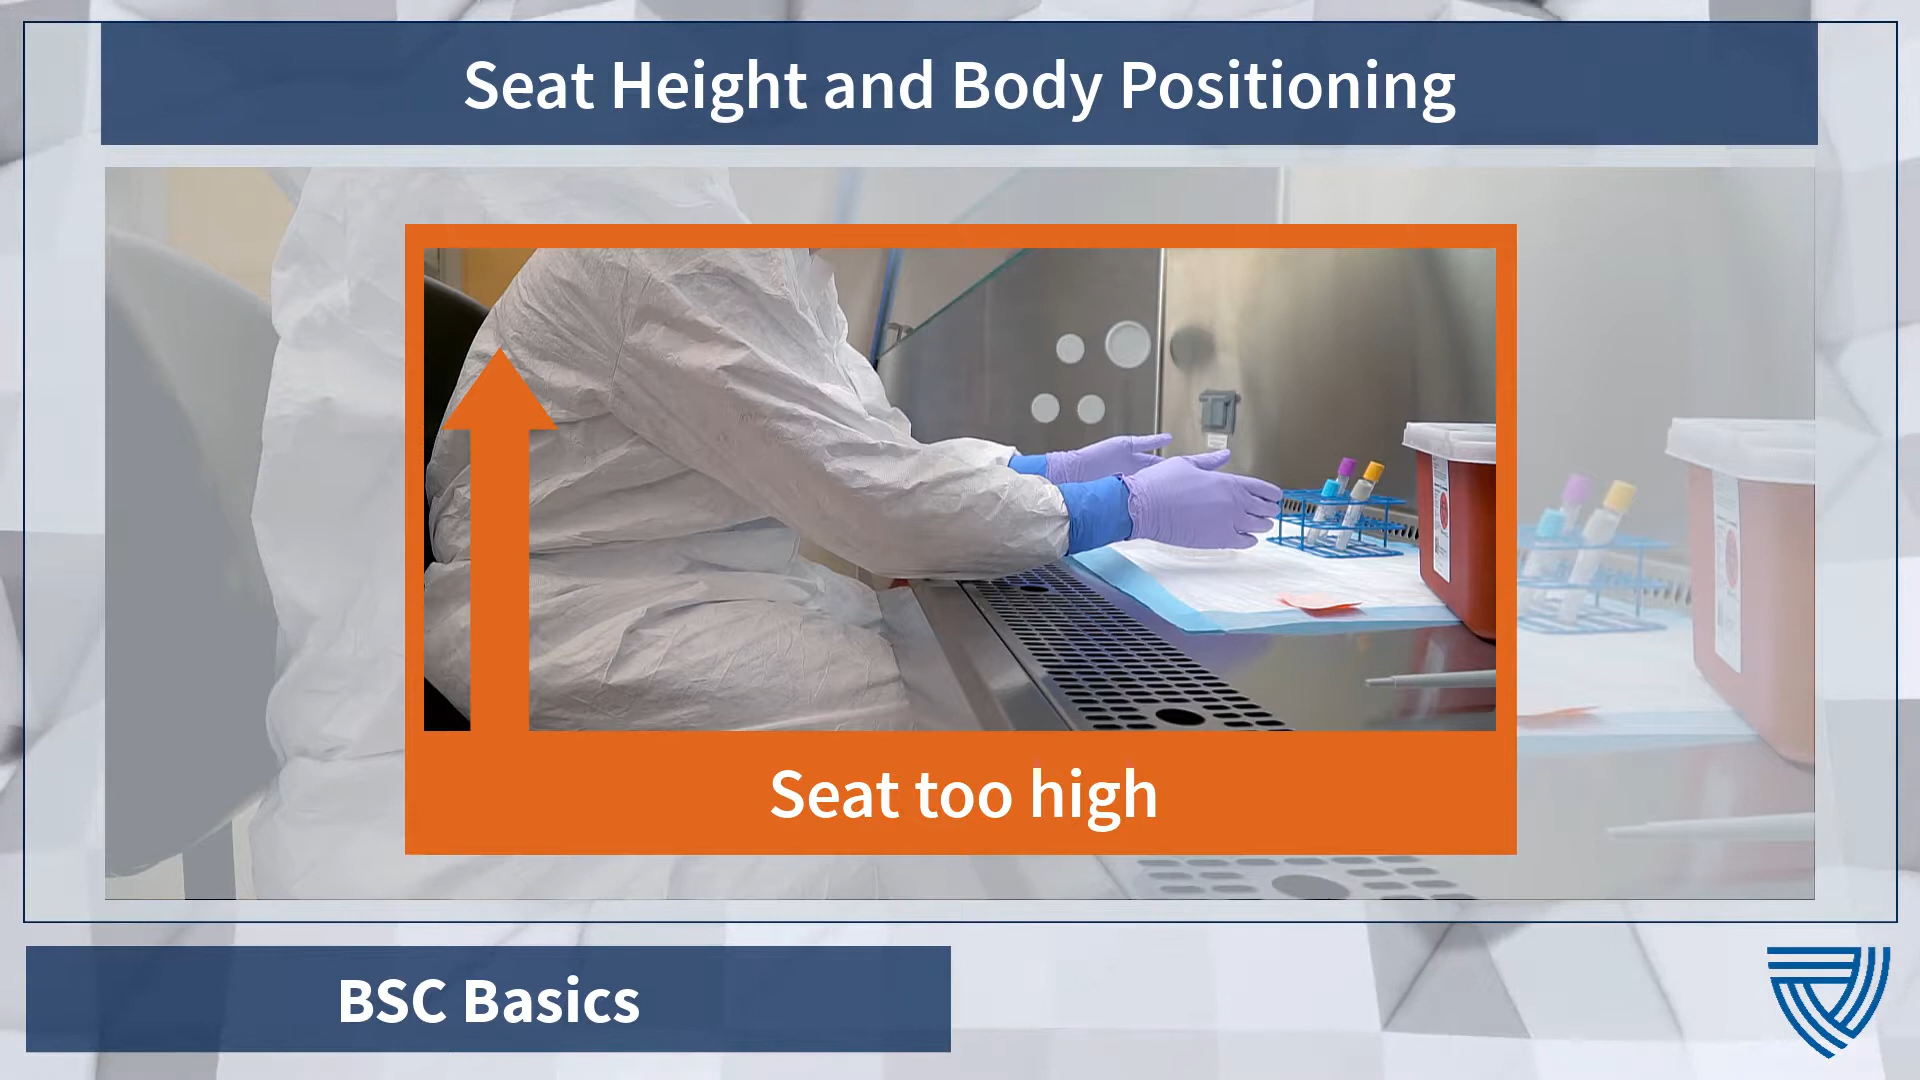 Seat Height and Body Positioning
Seat too high
BSC Basics